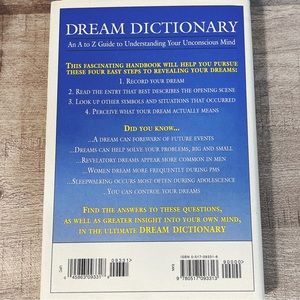 DREAM DICTIONARY
An A to Z Guide to Understanding Your Unconscious Mind
THIS FASCINATING HANDBOOK WILL HELP YOU PURSUE
THESE FOUR EASY STEPS TO REVEALING YOUR DREAMS:
1. RECORD YOUR DREAM
2. READ THE ENTRY THAT BEST DESCRIBES THE OPENING SCENE
3. LOOK UP OTHER SYMBOLS AND SITUATIONS THAT OCCURRED
4. PERCEIVE WHAT YOUR DREAM ACTUALLY MEANS
DID YOU KNOW...
...A DREAM CAN FOREWARN OF FUTURE EVENTS
...DREAMS CAN HELP SOLVE YOUR PROBLEMS, BIG AND SMALL
...REVELATORY DREAMS APPEAR MORE COMMON IN MEN
...WOMEN DREAM MORE FREQUENTLY DURING PMS
...SLEEPWALKING OCCURS MOST OFTEN DURING ADOLESCENCE
...YOU CAN CONTROL YOUR DREAMS
FIND THE ANSWERS TO THESE QUESTIONS,
AS WELL AS GREATER INSIGHT INTO YOUR OWN MIND,
IN THE ULTIMATE DREAM DICTIONARY
ISBN 0-517-09331-6